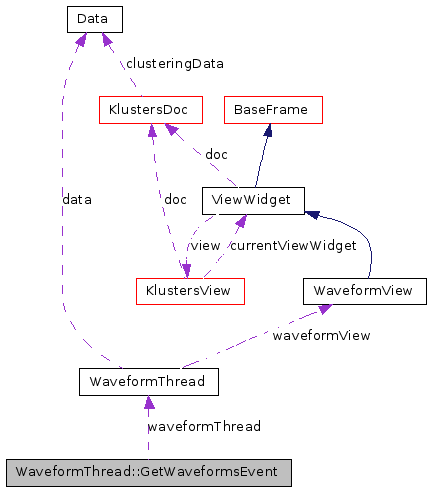 Data
clusteringData
KlustersDoc
BaseFrame
doc
data
doc
ViewWidget
view
currentViewWidget
KlustersView
WaveformView
waveformView
WaveformThread
waveformThread
WaveformThread::GetWaveformsEvent